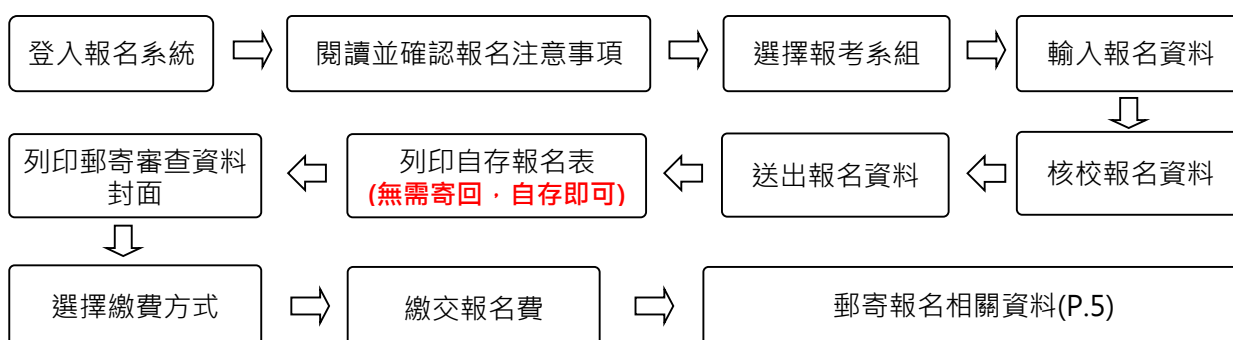 登入報名系統
閱讀並確認報名注意事項
選擇報考系組
輸入報名資料
核校報名資料
送出報名資料
列印自存報名表
(無需寄回，自存即可)
列印郵寄審查資料
封面
選擇繳費方式
繳交報名費
郵寄報名相關資料(P.5)